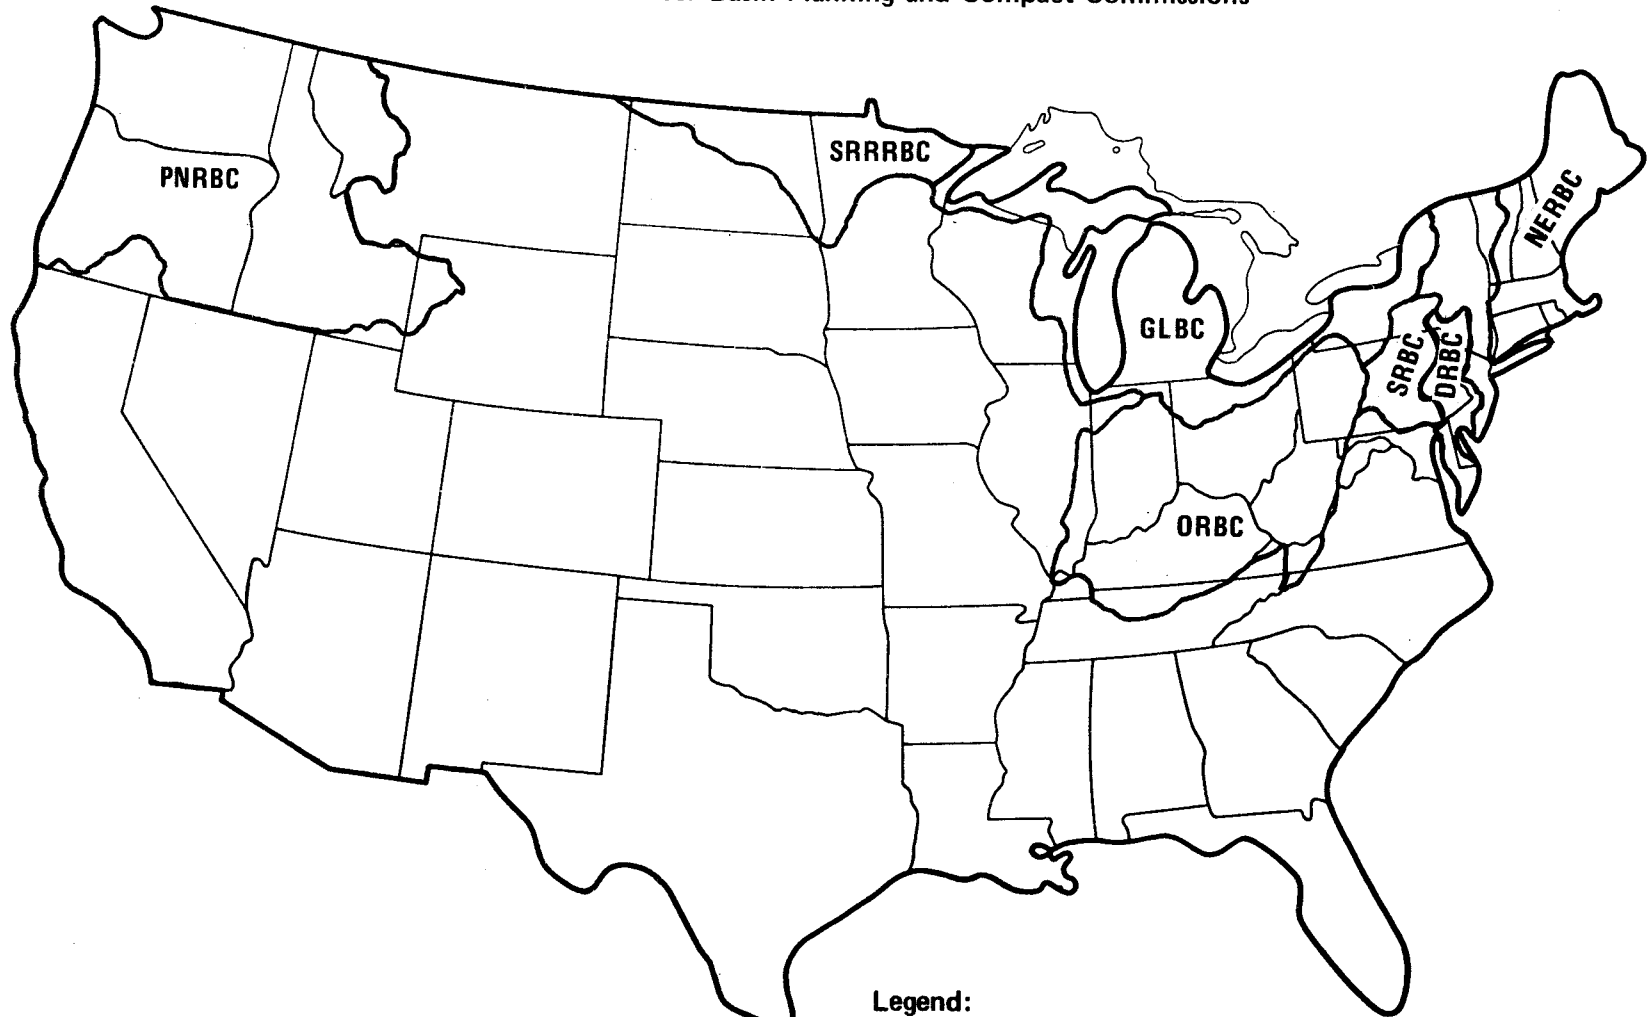 Basin Planning and Compact Commissions
PNRBC
SRRRBC
NERBC
GLBC
SRBC
DRBC
ORBC
Legend: